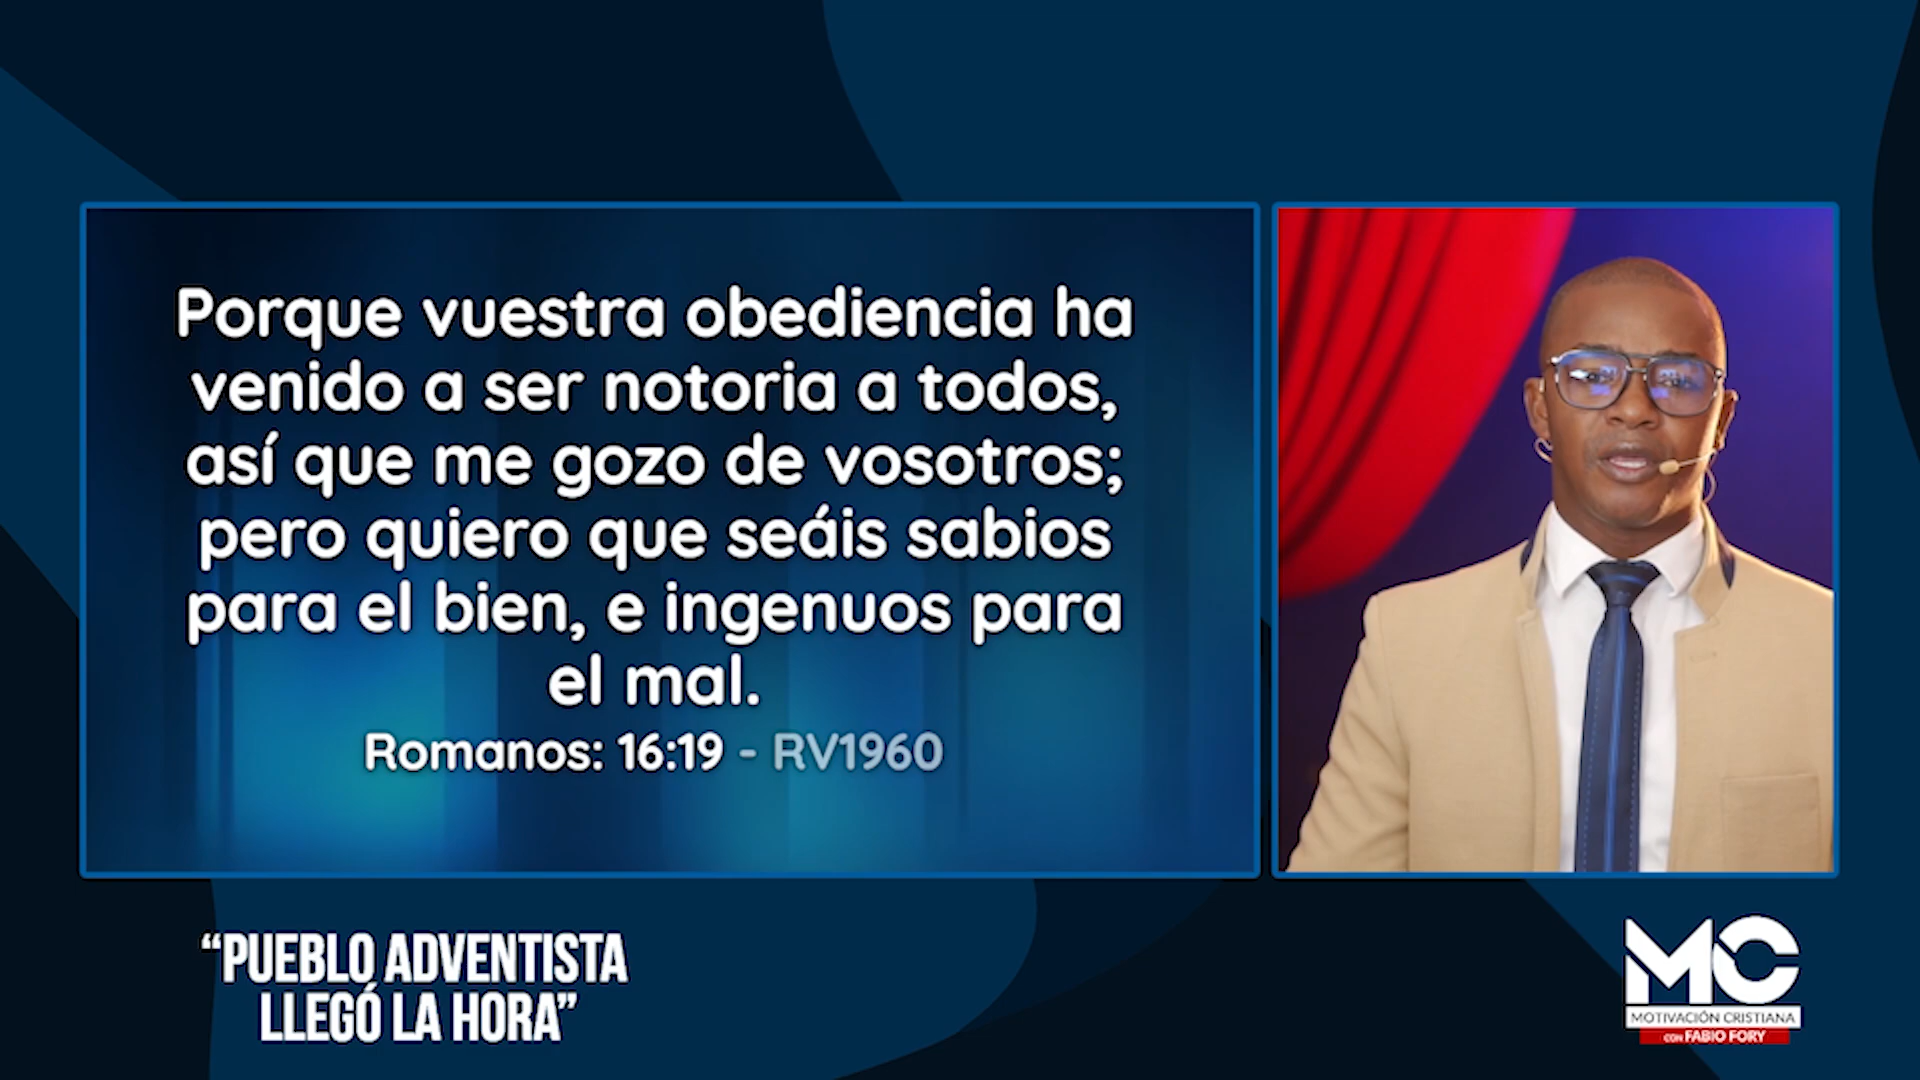 Porque vuestra obediencia ha
venido a ser notoria a todos,
así que me gozo de vosotros;
pero quiero que seáis sabios
para el bien, e ingenuos para
el mal.
Romanos: 16:19 - RV1960
“PUEBLO ADVENTISTA
LLEGÓ LA HORA”
MC
MOTIVACIÓN CRISTIANA
CON FABIO FORY